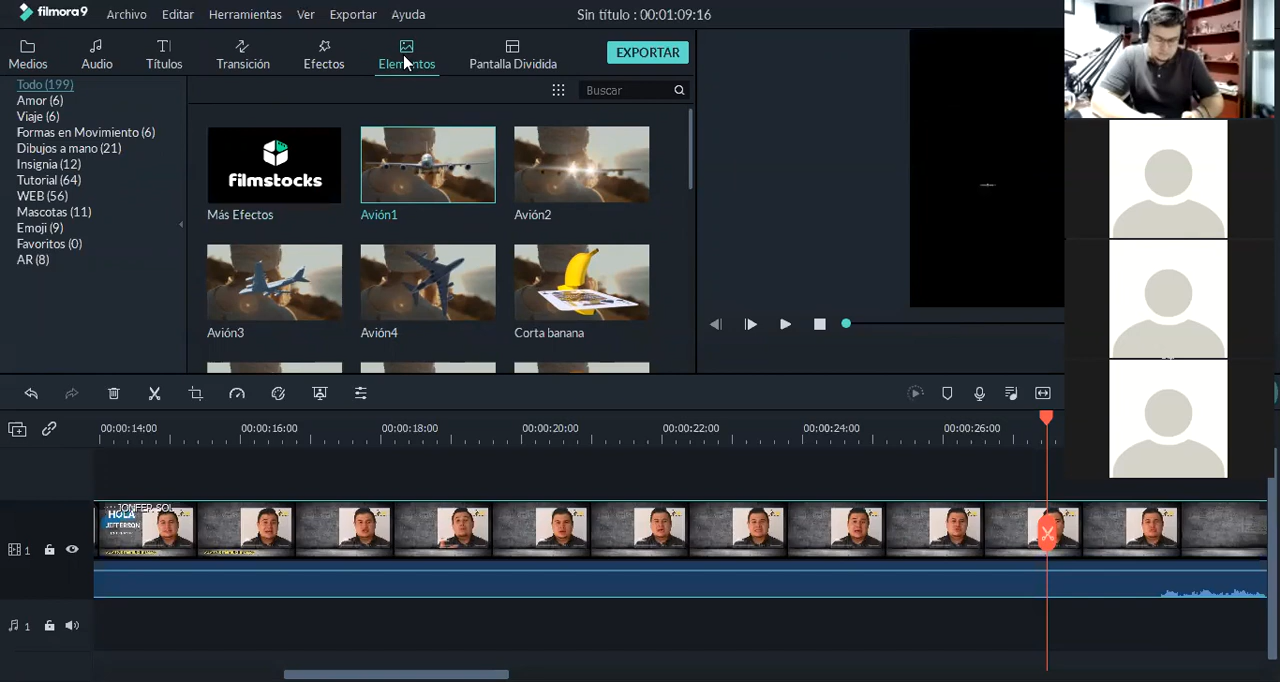 filmora9
Archivo Editar Herramientas Ver Exportar Ayuda
Sin título : 00:01:09:16
Medios Audio Títulos Transición Efectos Elementos Pantalla Dividida
EXPORTAR
Todo (199)
Amor (6)
Viaje (6)
Formas en Movimiento (6)
Dibujos a mano (21)
Insignia (12)
Tutorial (64)
WEB (56)
Mascotas (11)
Emoji (9)
Favoritos (0)
AR (8)
Buscar
filmstocks
Más Efectos Avión1 Avión2
Avión3 Avión4 Corta banana
00:00:14:00 00:00:16:00 00:00:18:00 00:00:20:00 00:00:22:00 00:00:24:00 00:00:26:00
HOLA
JEFFERSON
1
1